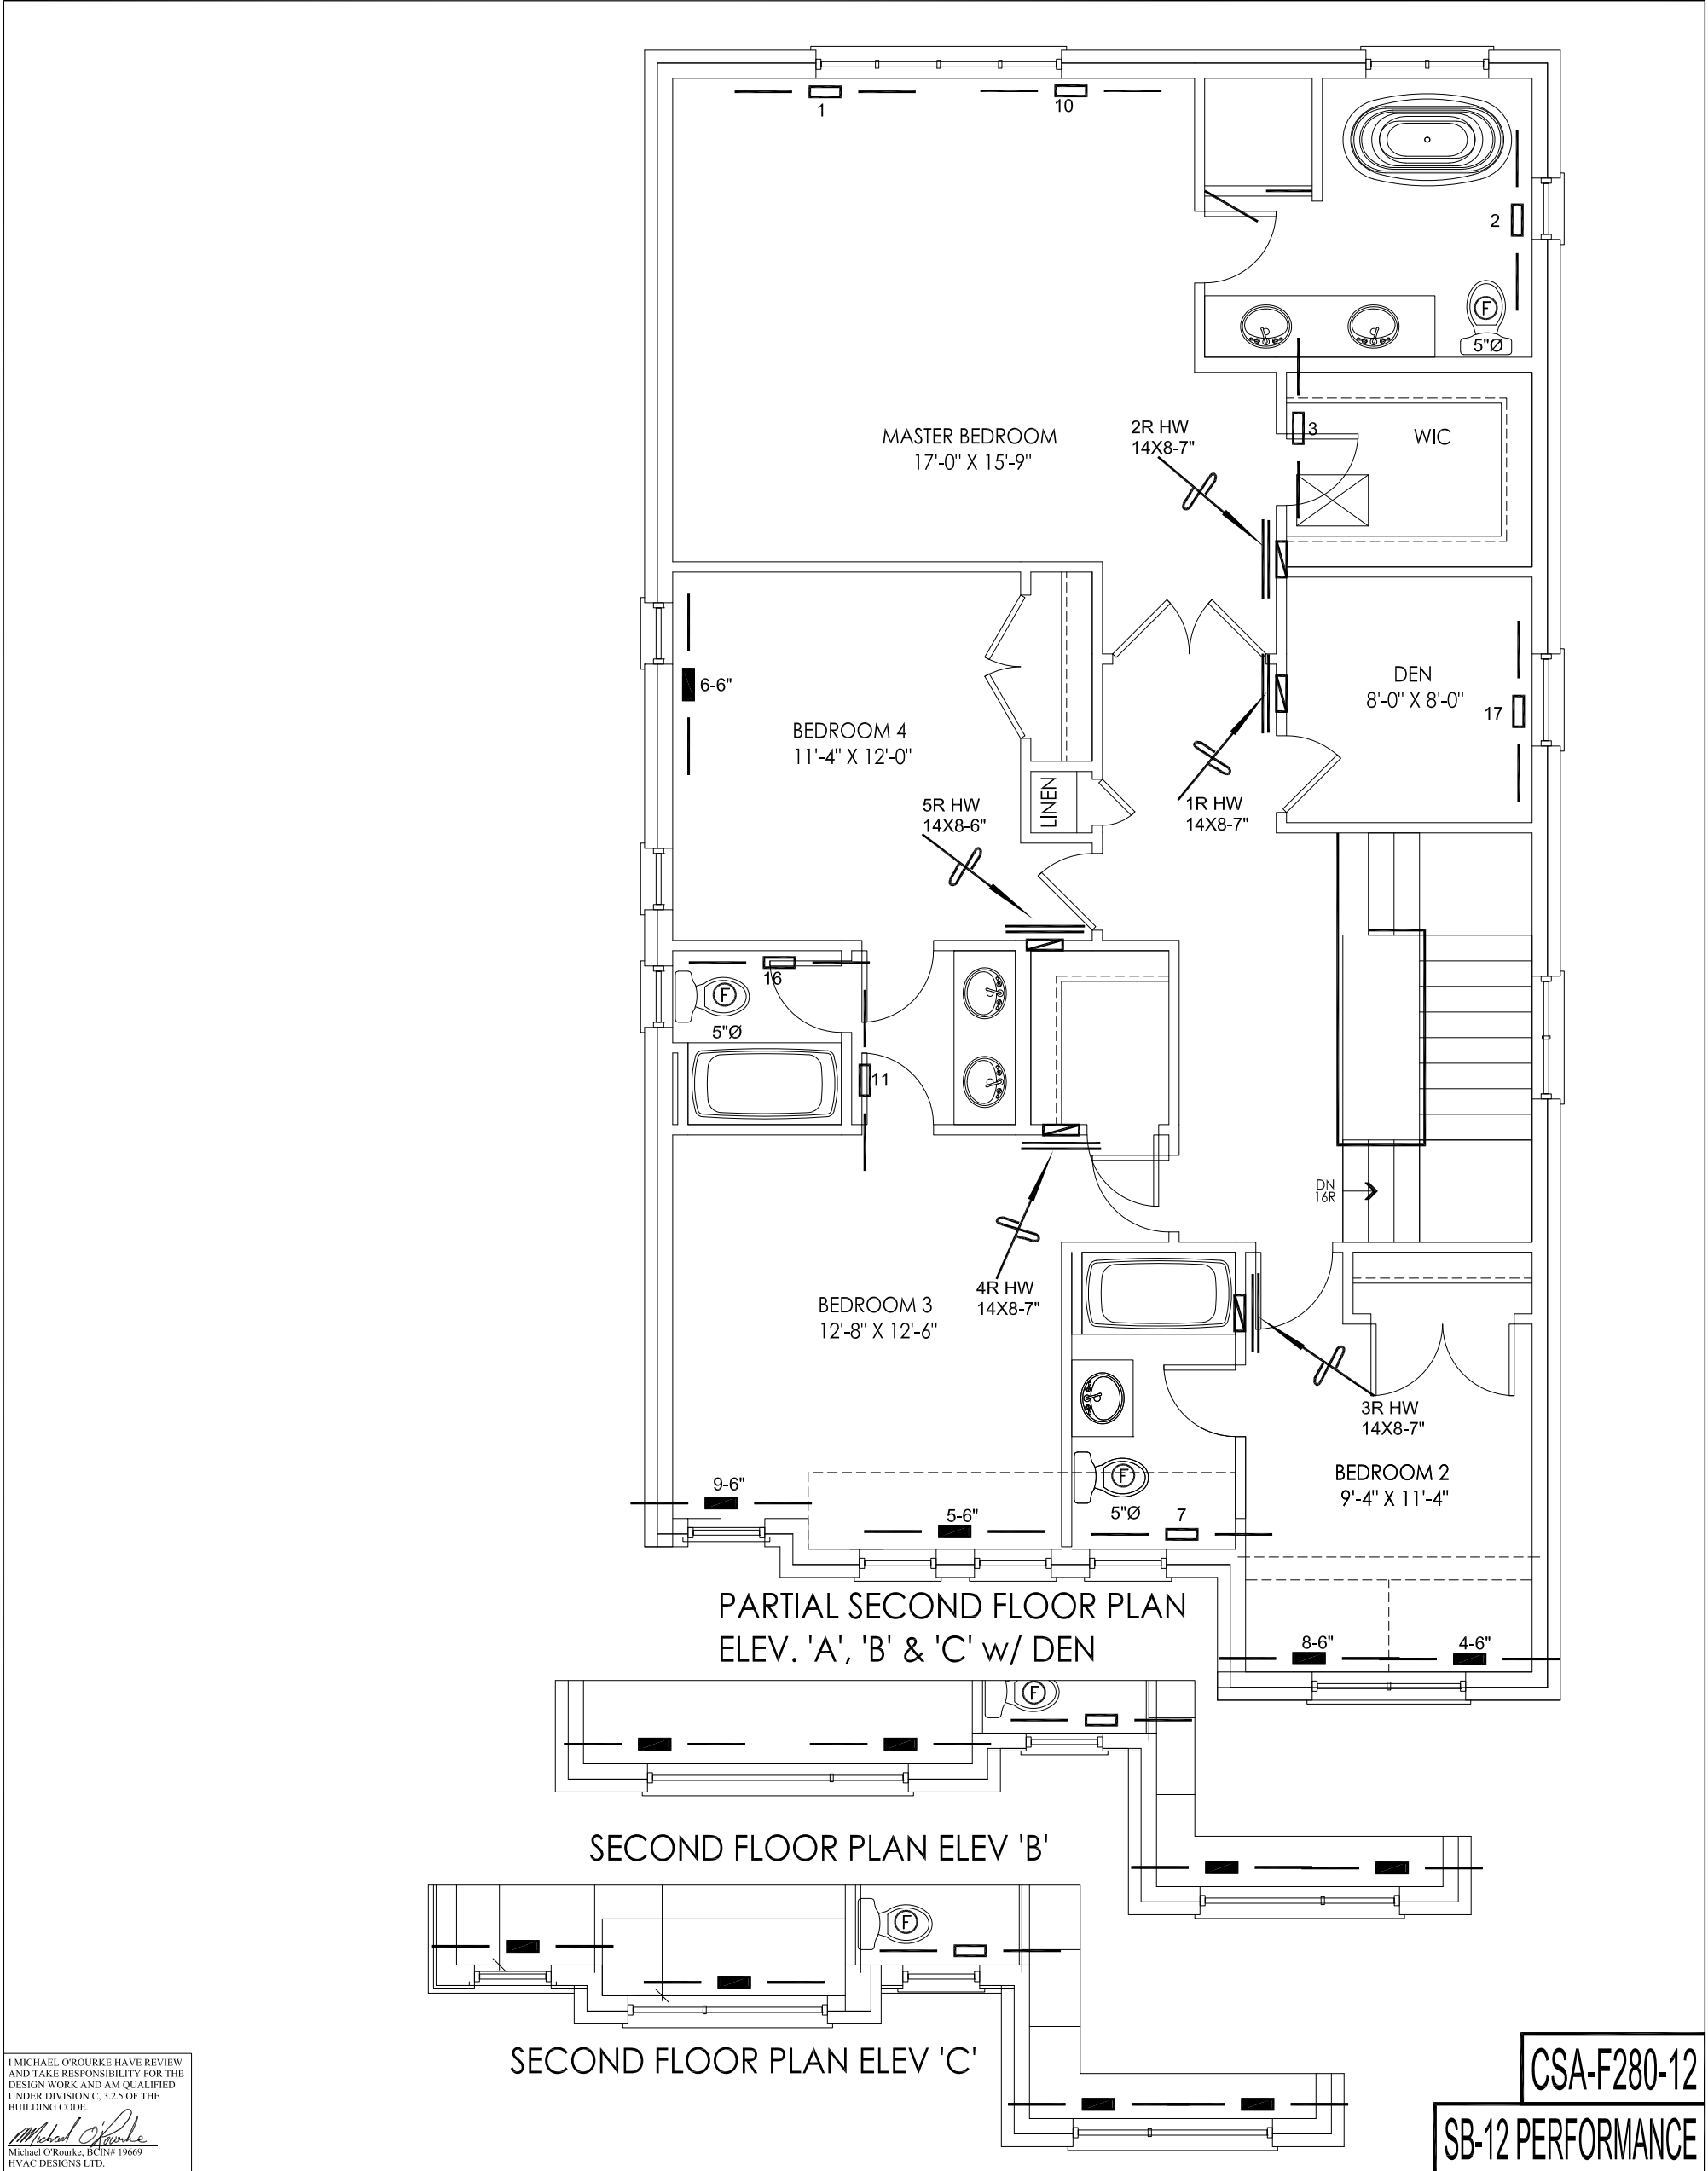 1
10
2
F
5"Ø
3
WIC
2R HW
14X8-7"
MASTER BEDROOM
17'-0" X 15'-9"
6-6"
DEN
8'-0" X 8'-0"
17
BEDROOM 4
11'-4" X 12'-0"
LINEN
5R HW
14X8-6"
1R HW
14X8-7"
16
F
5"Ø
11
DN
16R
4R HW
14X8-7"
BEDROOM 3
12'-8" X 12'-6"
3R HW
14X8-7"
BEDROOM 2
9'-4" X 11'-4"
F
5"Ø
7
9-6"
5-6"
8-6"
4-6"
PARTIAL SECOND FLOOR PLAN
ELEV. 'A', 'B' & 'C' w/ DEN
F
SECOND FLOOR PLAN ELEV 'B'
F
SECOND FLOOR PLAN ELEV 'C'
I MICHAEL O'ROURKE HAVE REVIEW
AND TAKE RESPONSIBILITY FOR THE
DESIGN WORK AND AM QUALIFIED
UNDER DIVISION C, 3.2.5 OF THE
BUILDING CODE.
Michael O'Rourke
Michael O'Rourke, BCIN# 19669
HVAC DESIGNS LTD.
CSA-F280-12
SB-12 PERFORMANCE